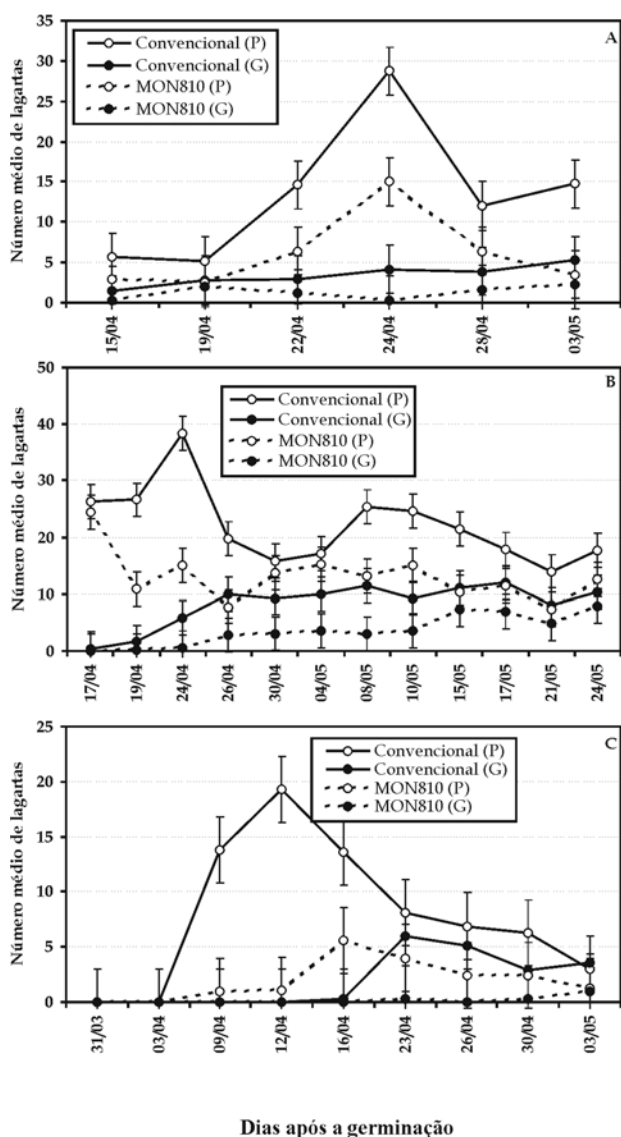 A
Convencional (P)
Convencional (G)
MON810 (P)
MON810 (G)
Número médio de lagartas
35
30
25
20
15
10
5
0
15/04
19/04
22/04
24/04
28/04
03/05
B
Convencional (P)
Convencional (G)
MON810 (P)
MON810 (G)
Número médio de lagartas
50
40
30
20
10
0
17/04
19/04
24/04
26/04
30/04
04/05
08/05
10/05
15/05
17/05
21/05
24/05
C
Convencional (P)
Convencional (G)
MON810 (P)
MON810 (G)
Número médio de lagartas
25
20
15
10
5
0
31/03
03/04
09/04
12/04
16/04
23/04
26/04
30/04
03/05
Dias após a germinação